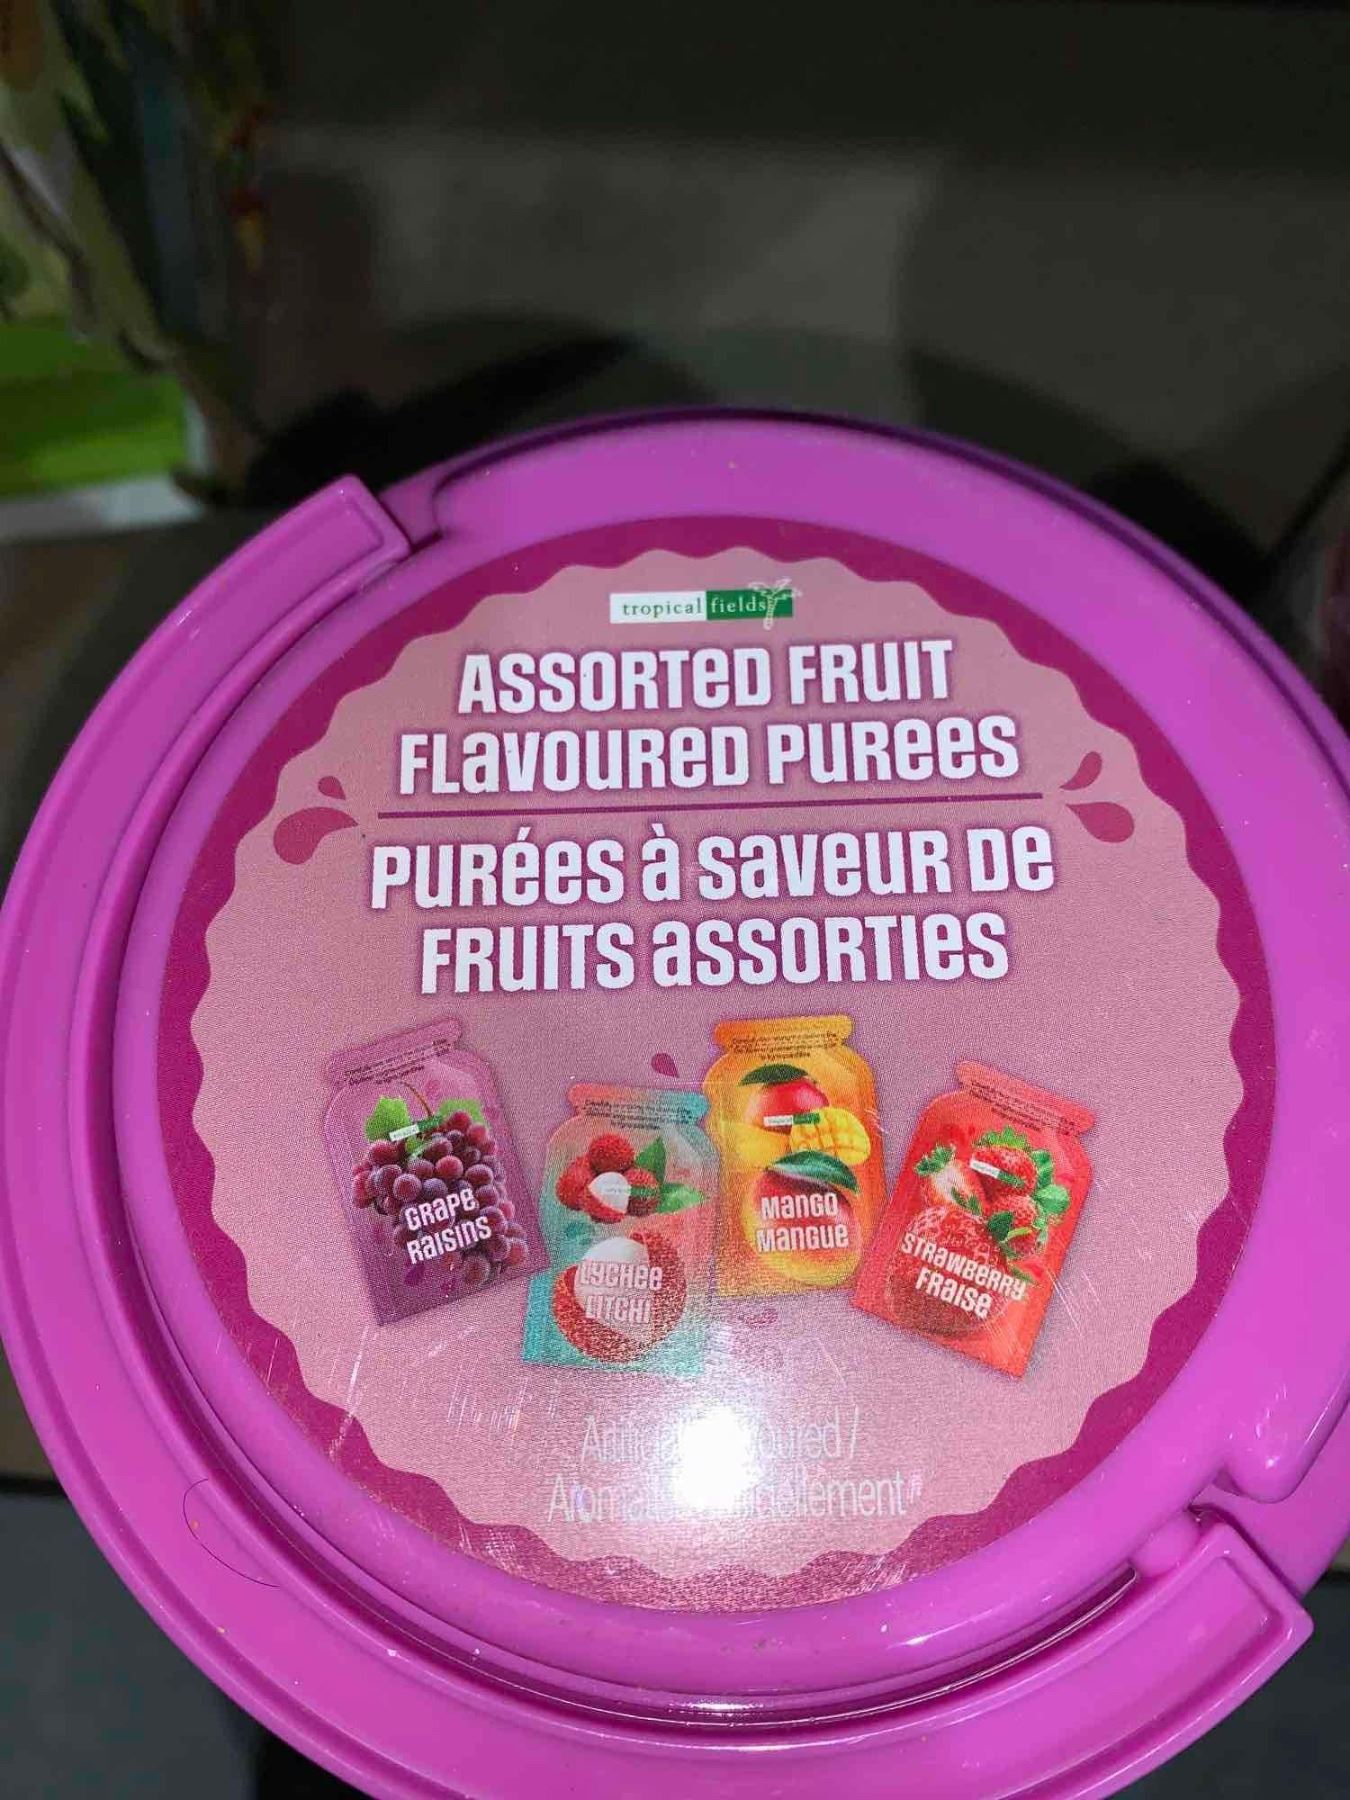 tropical fields
ASSORTED FRUIT
FLAVOURED PUREES
PURÉES À SAVEUR DE
FRUITS ASSORTIES
GRAPE
RAISINS
LYCHEE
LITCHI
MANGO
MANGUE
STRAWBERRY
FRAISE